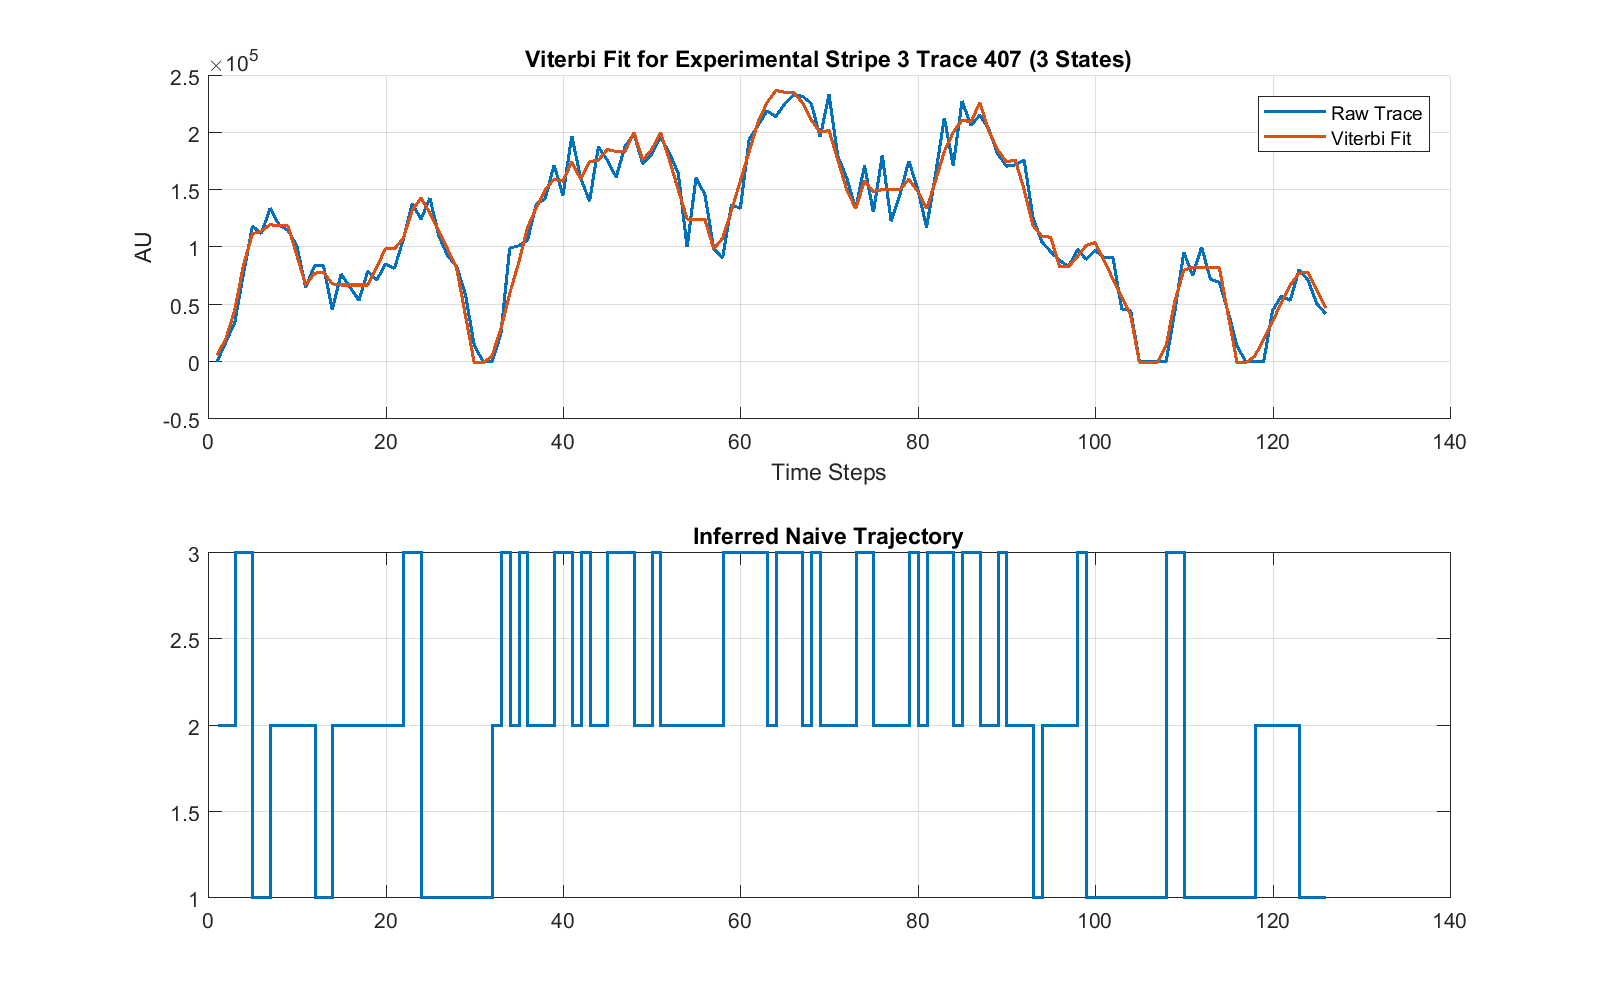 Viterbi Fit for Experimental Stripe 3 Trace 407 (3 States)
×10^5
2.5
2
1.5
1
0.5
0
-0.5
AU
Raw Trace
Viterbi Fit
0 20 40 60 80 100 120 140
Time Steps
Inferred Naive Trajectory
3
2.5
2
1.5
1
0 20 40 60 80 100 120 140